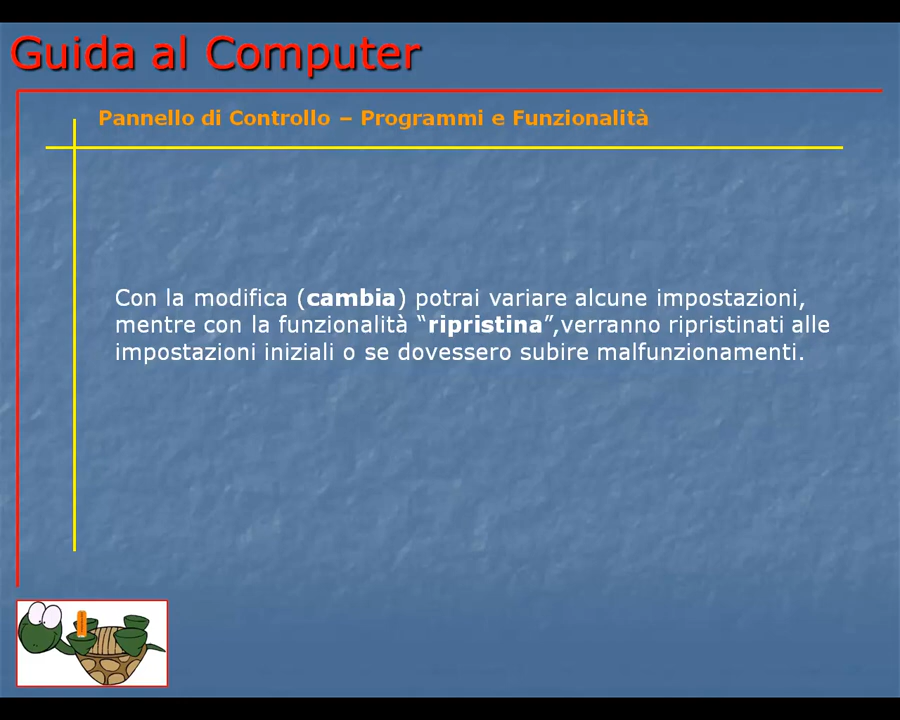 Guida al Computer
Pannello di Controllo – Programmi e Funzionalità
Con la modifica (cambia) potrai variare alcune impostazioni,
mentre con la funzionalità “ripristina”,verranno ripristinati alle
impostazioni iniziali o se dovessero subire malfunzionamenti.